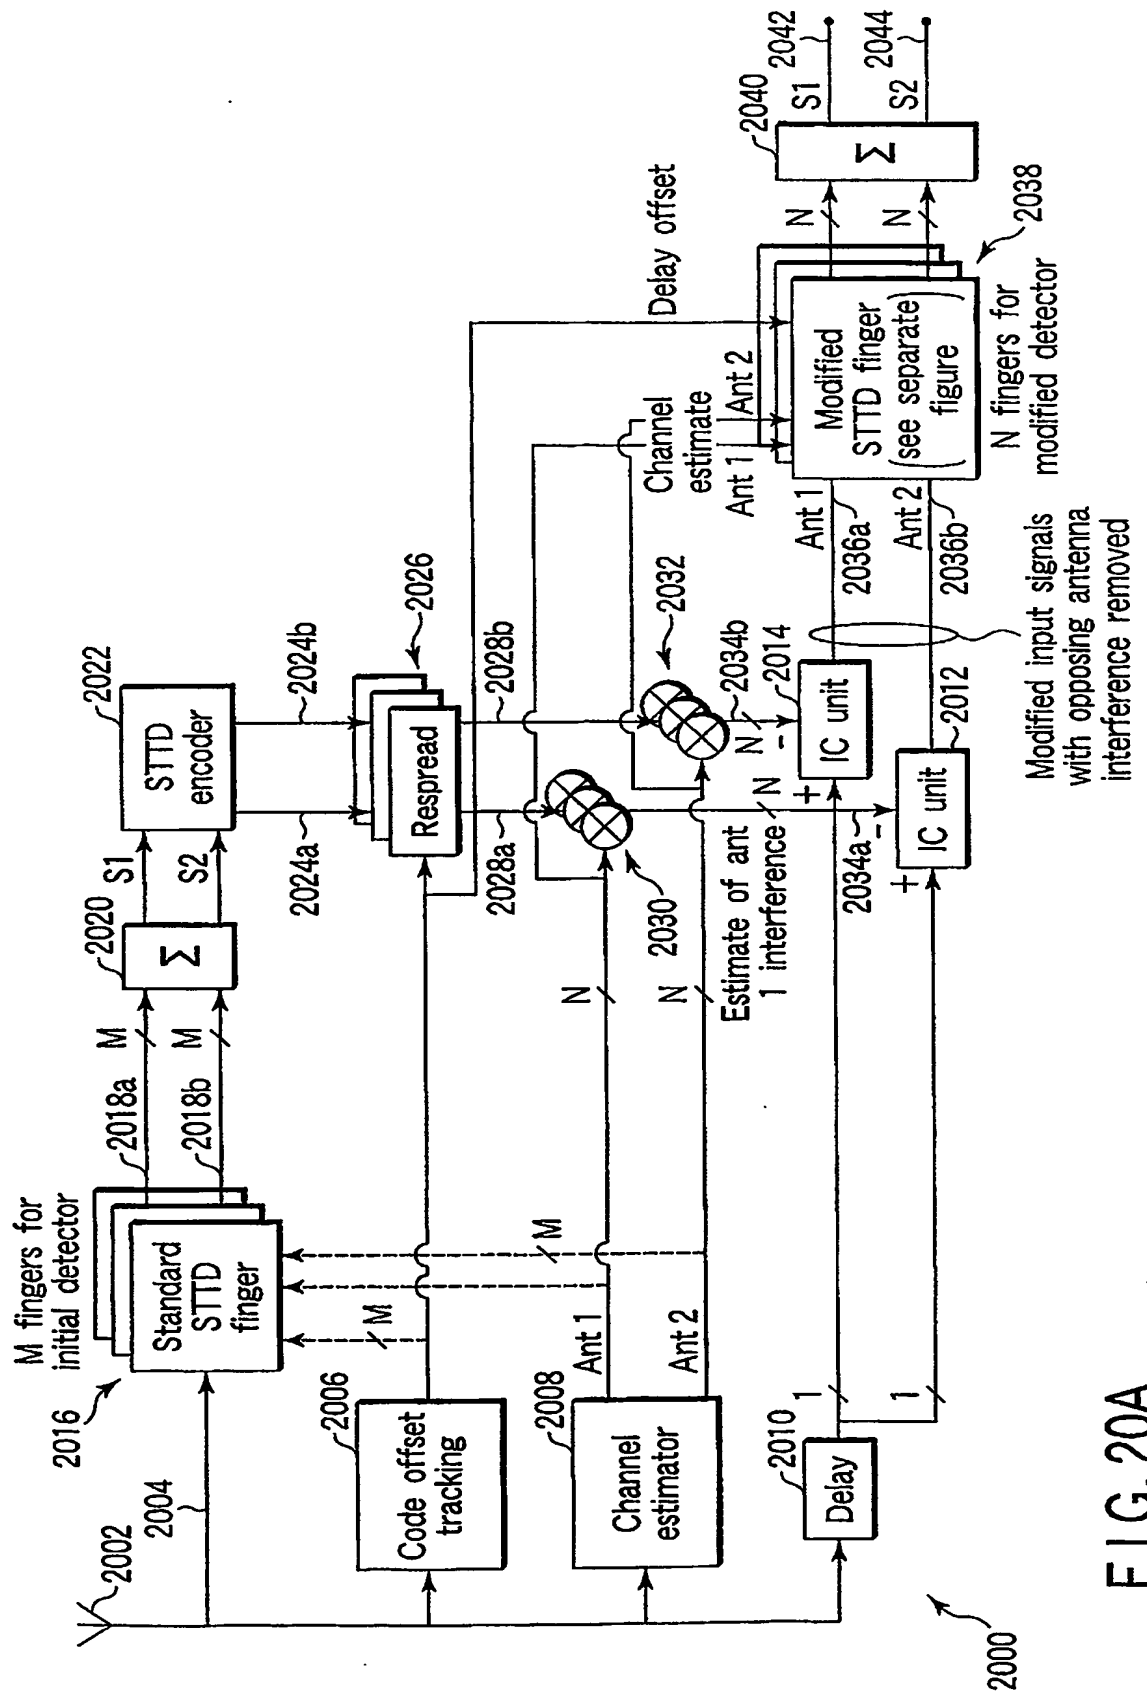 2002
2004
2016
M fingers for
initial detector
Standard
STTD
finger
2018a
2018b
M
M
2020
Σ
S1
S2
2022
STTD
encoder
2024a
2024b
2026
Respread
2028a
2028b
2006
Code offset
tracking
M
M
2008
Channel
estimator
Ant 1
Ant 2
N
N
2030
2032
Estimate of ant
1 interference
N
N
2034a
2034b
2010
Delay
1
1
+
-
IC unit
2014
+
-
IC unit
2012
Channel
estimate
Ant 1
Ant 2
Delay offset
Ant 1
2036a
Ant 2
2036b
Modified input signals
with opposing antenna
interference removed
Modified
STTD finger
(see separate
figure)
2038
N fingers for
modified detector
N
N
2040
Σ
S1
2042
S2
2044
2000
FIG. 20A